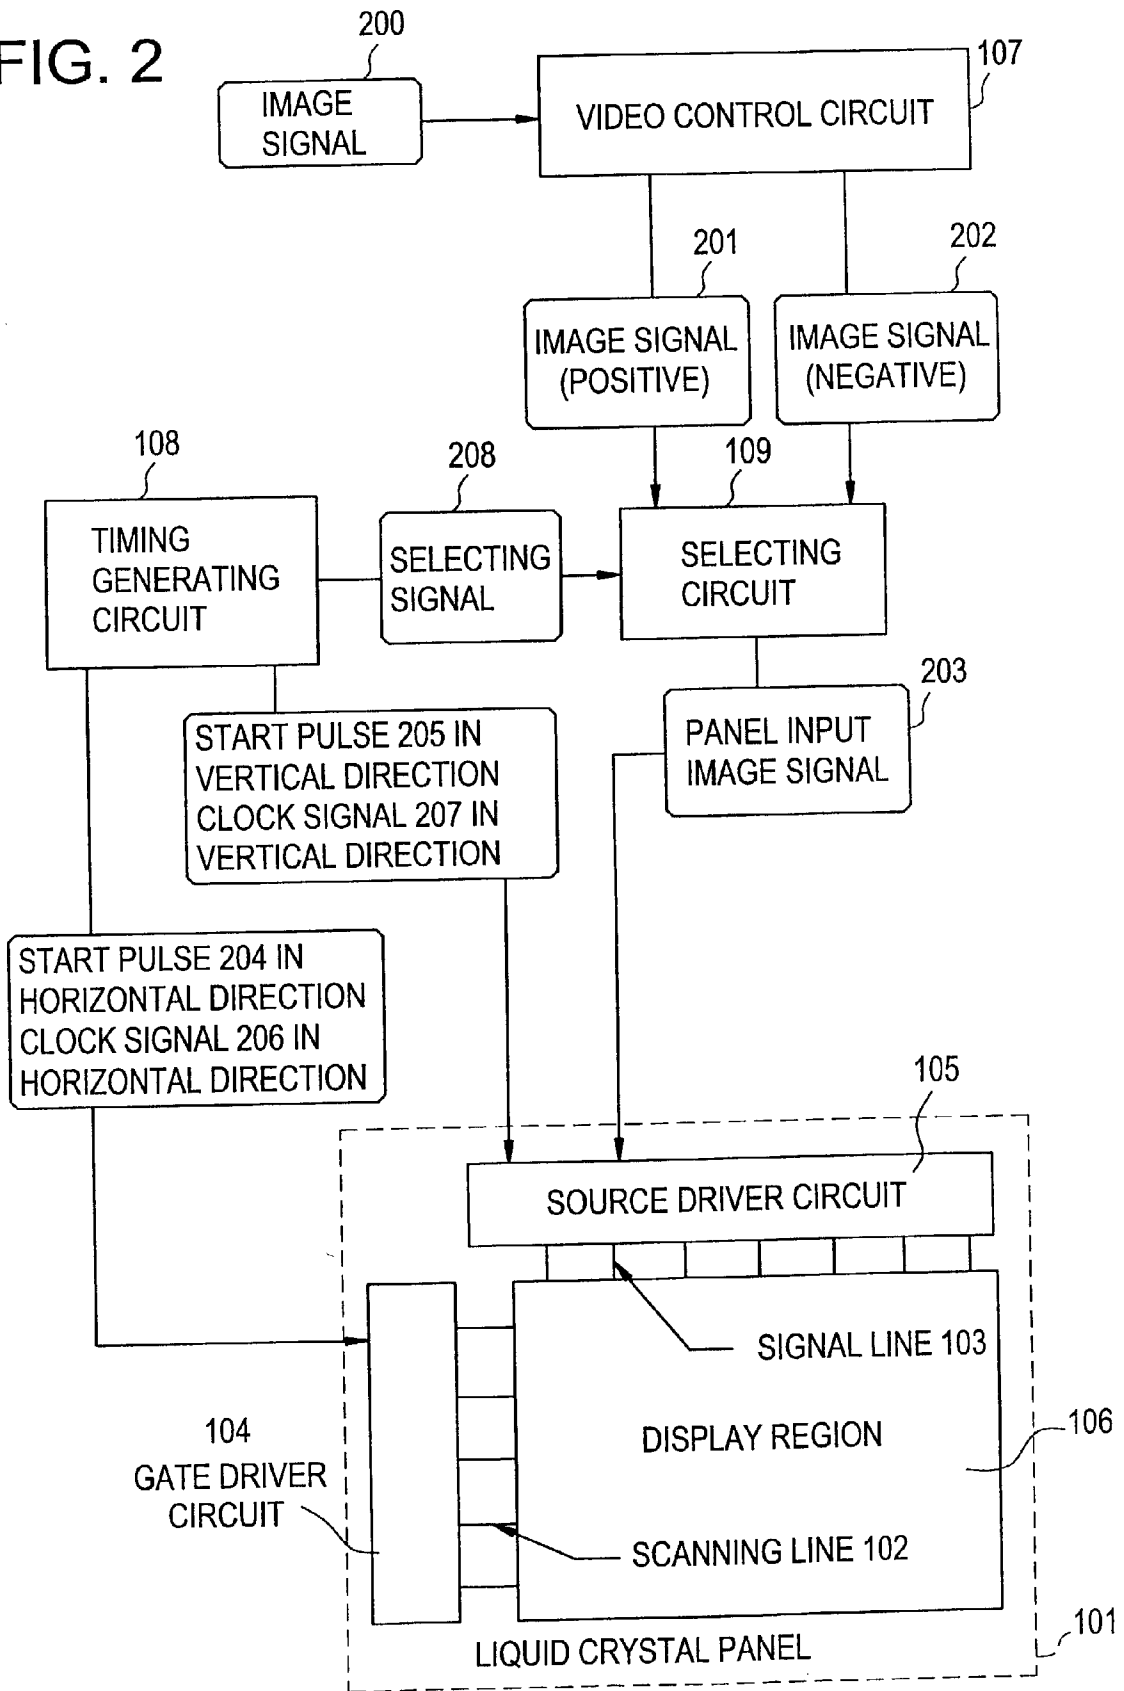 FIG. 2
200
IMAGE
SIGNAL
107
VIDEO CONTROL CIRCUIT
201
202
IMAGE SIGNAL
(POSITIVE)
IMAGE SIGNAL
(NEGATIVE)
108
208
109
TIMING
GENERATING
CIRCUIT
SELECTING
SIGNAL
SELECTING
CIRCUIT
203
PANEL INPUT
IMAGE SIGNAL
START PULSE 205 IN
VERTICAL DIRECTION
CLOCK SIGNAL 207 IN
VERTICAL DIRECTION
START PULSE 204 IN
HORIZONTAL DIRECTION
CLOCK SIGNAL 206 IN
HORIZONTAL DIRECTION
105
SOURCE DRIVER CIRCUIT
SIGNAL LINE 103
DISPLAY REGION
106
104
GATE DRIVER
CIRCUIT
SCANNING LINE 102
LIQUID CRYSTAL PANEL
101